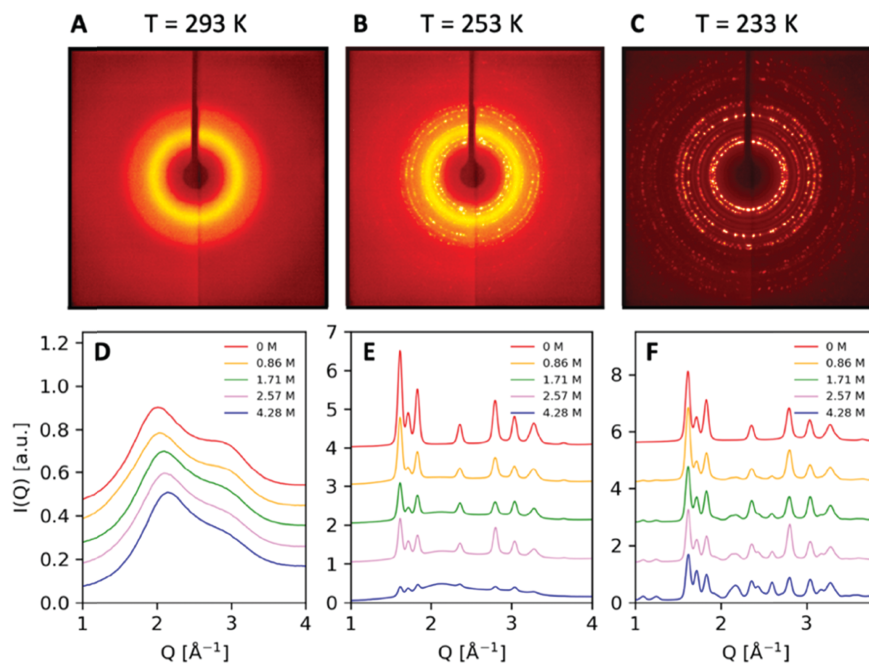 A T = 293 K
B T = 253 K
C T = 233 K
D
0 M
0.86 M
1.71 M
2.57 M
4.28 M
1.2
1.0
0.8
0.6
0.4
0.2
0.0
I(Q) [a.u.]
1 2 3 4
Q [Å⁻¹]
E
0 M
0.86 M
1.71 M
2.57 M
4.28 M
7
6
5
4
3
2
1
0
1 2 3 4
Q [Å⁻¹]
F
0 M
0.86 M
1.71 M
2.57 M
4.28 M
8
6
4
2
0
1 2 3
Q [Å⁻¹]